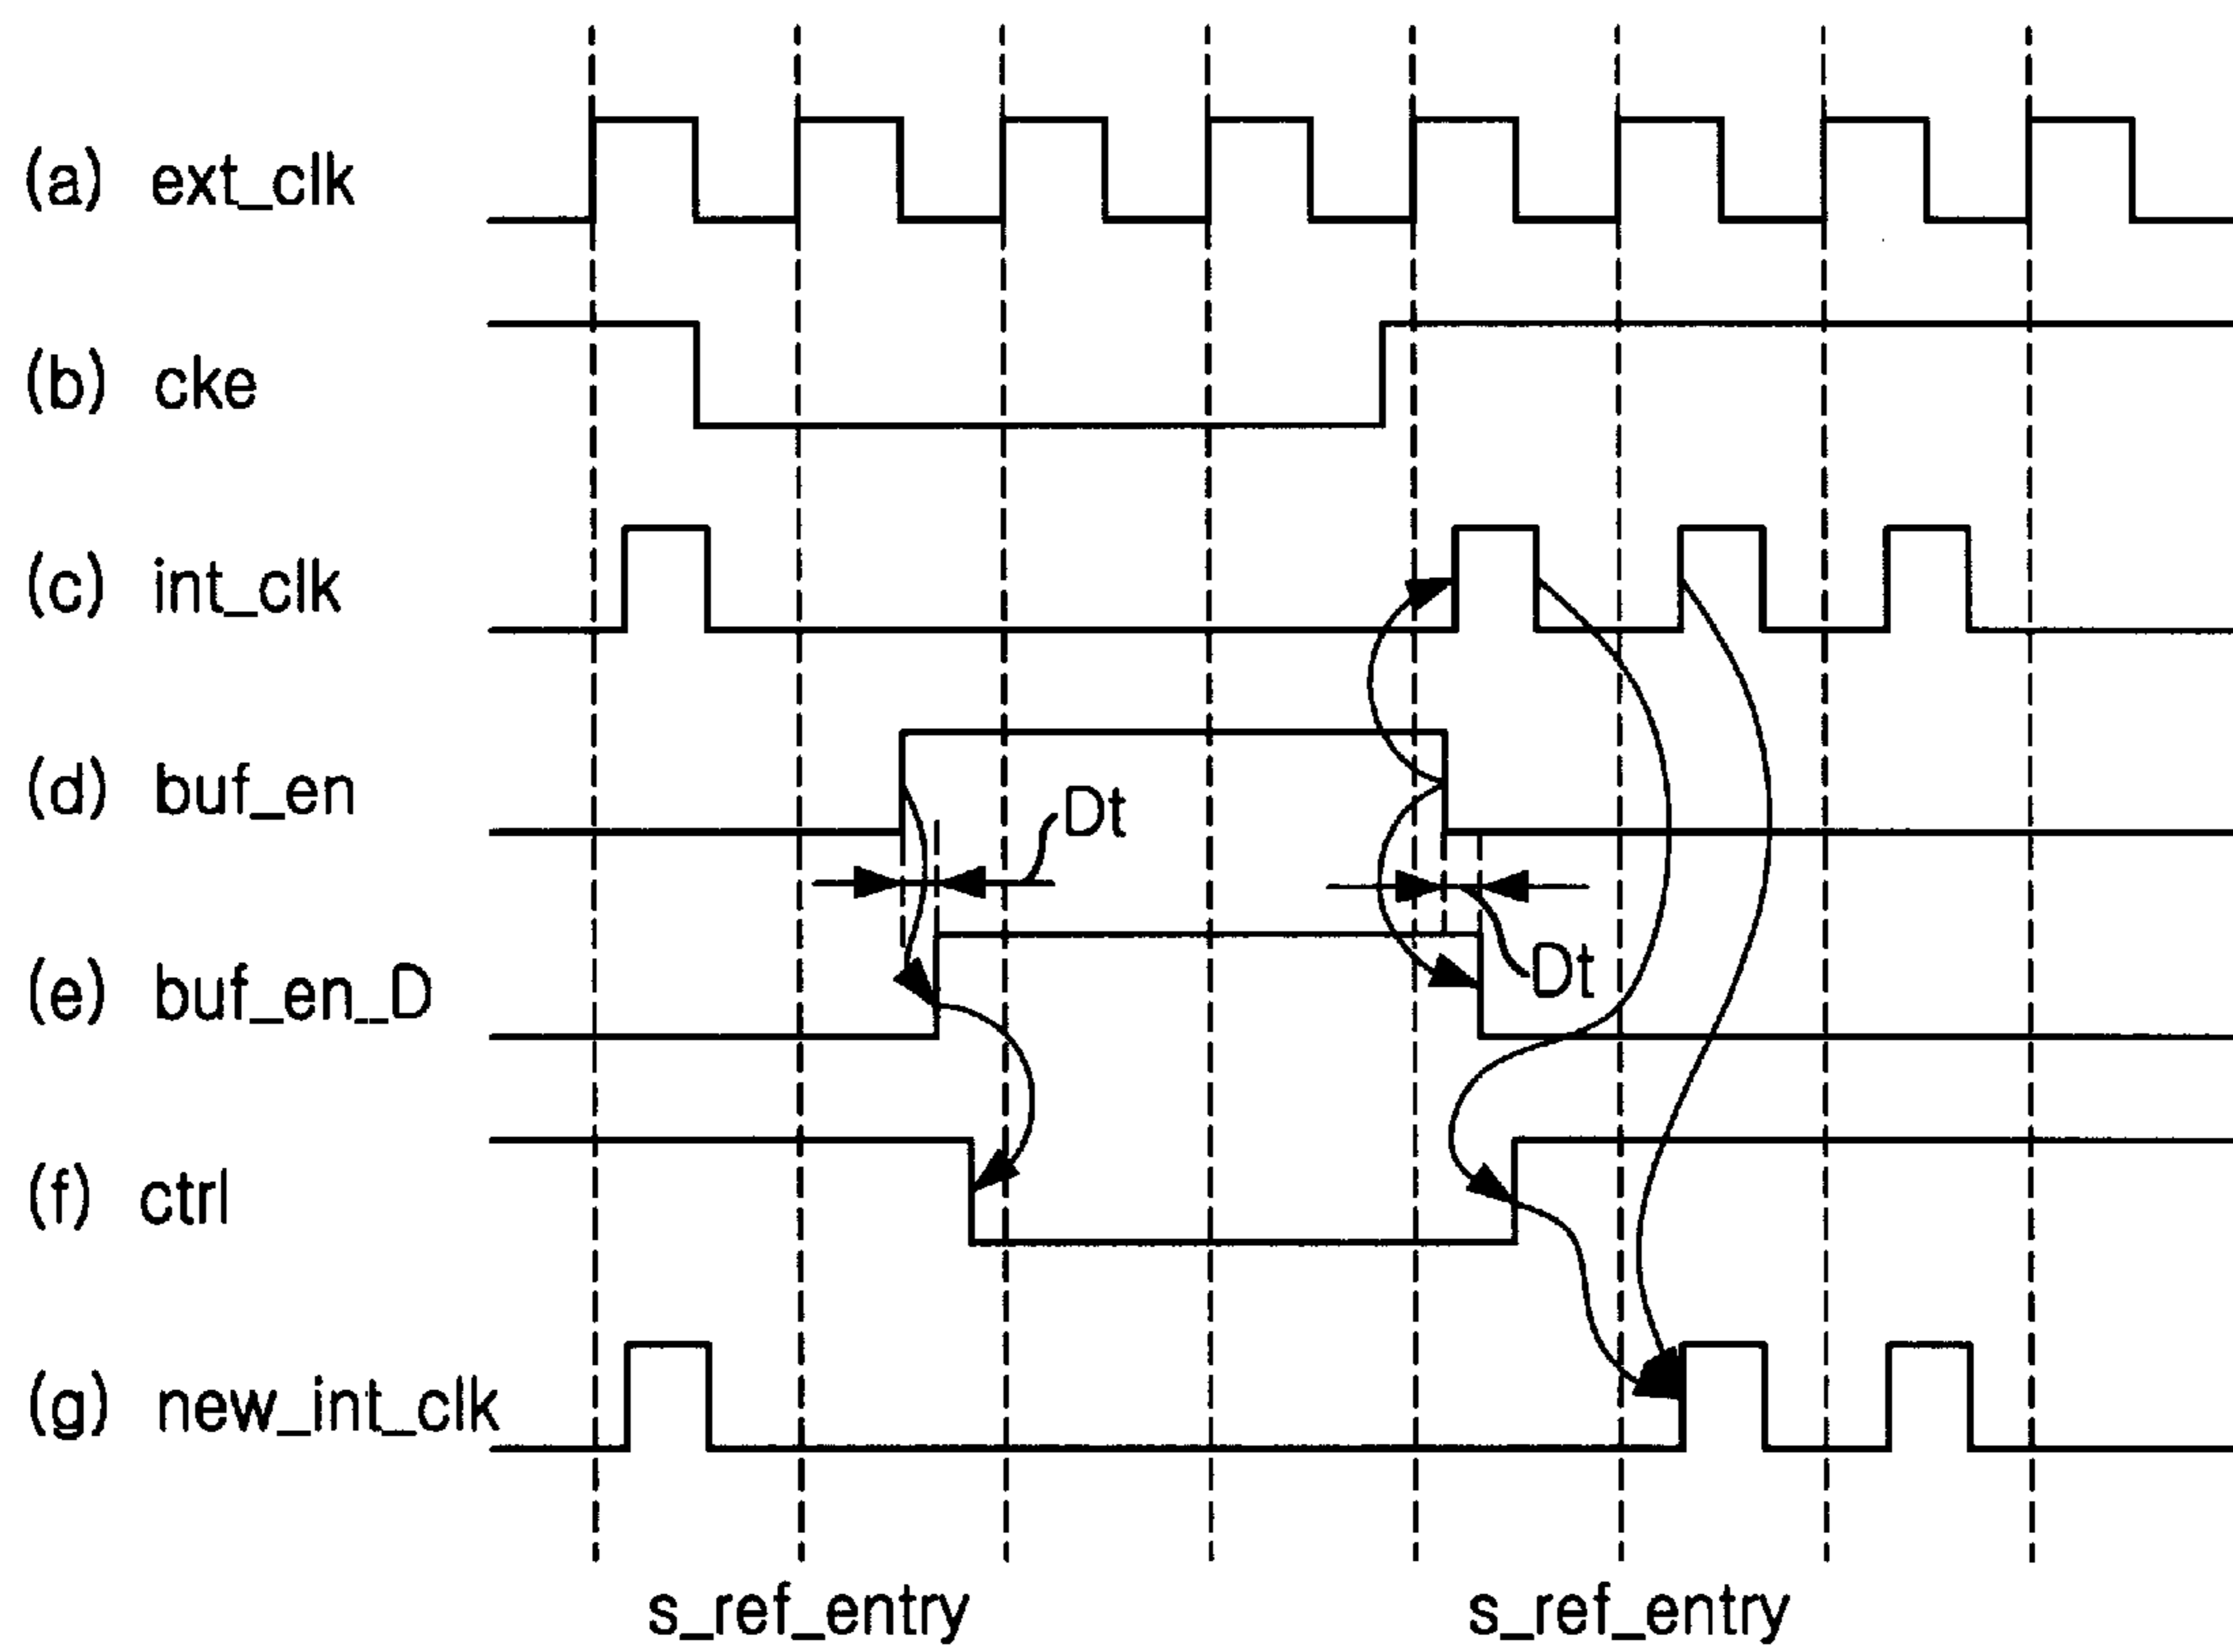 (a) ext_clk
(b) cke
(c) int_clk
(d) buf_en
Dt
(e) buf_en_D
Dt
(f) ctrl
(g) new_int_clk
s_ref_entry s_ref_entry